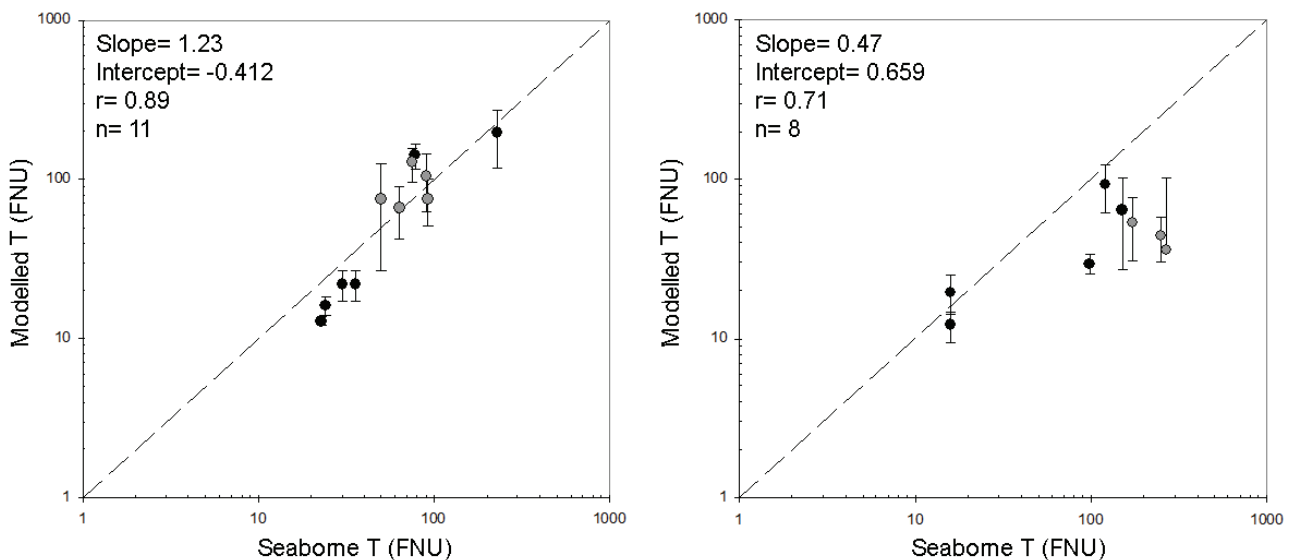 1000
Slope= 1.23
Intercept= -0.412
r= 0.89
n= 11
100
10
1
Modelled T (FNU)
1 10 100 1000
Seaborne T (FNU)
1000
Slope= 0.47
Intercept= 0.659
r= 0.71
n= 8
100
10
1
Modelled T (FNU)
1 10 100 1000
Seaborne T (FNU)